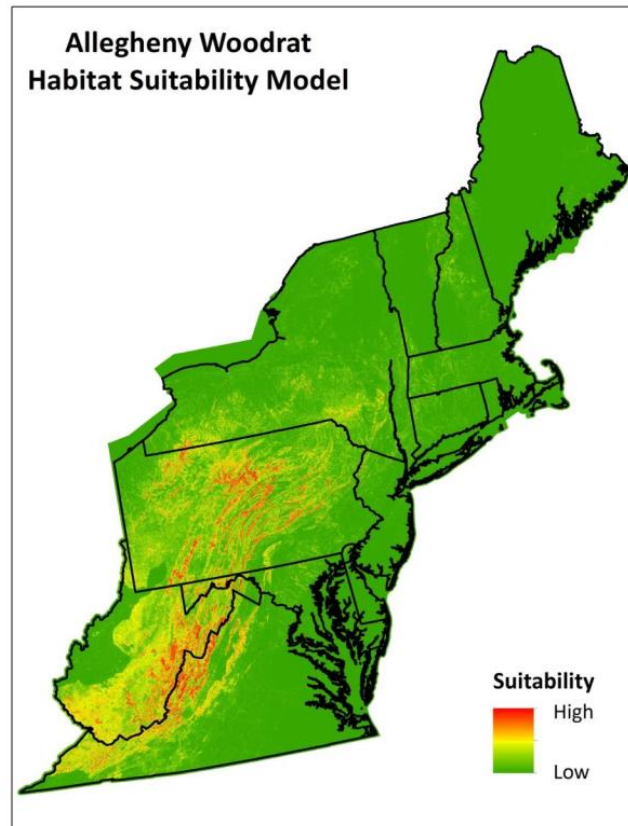 Allegheny Woodrat
Habitat Suitability Model
Suitability
High
Low